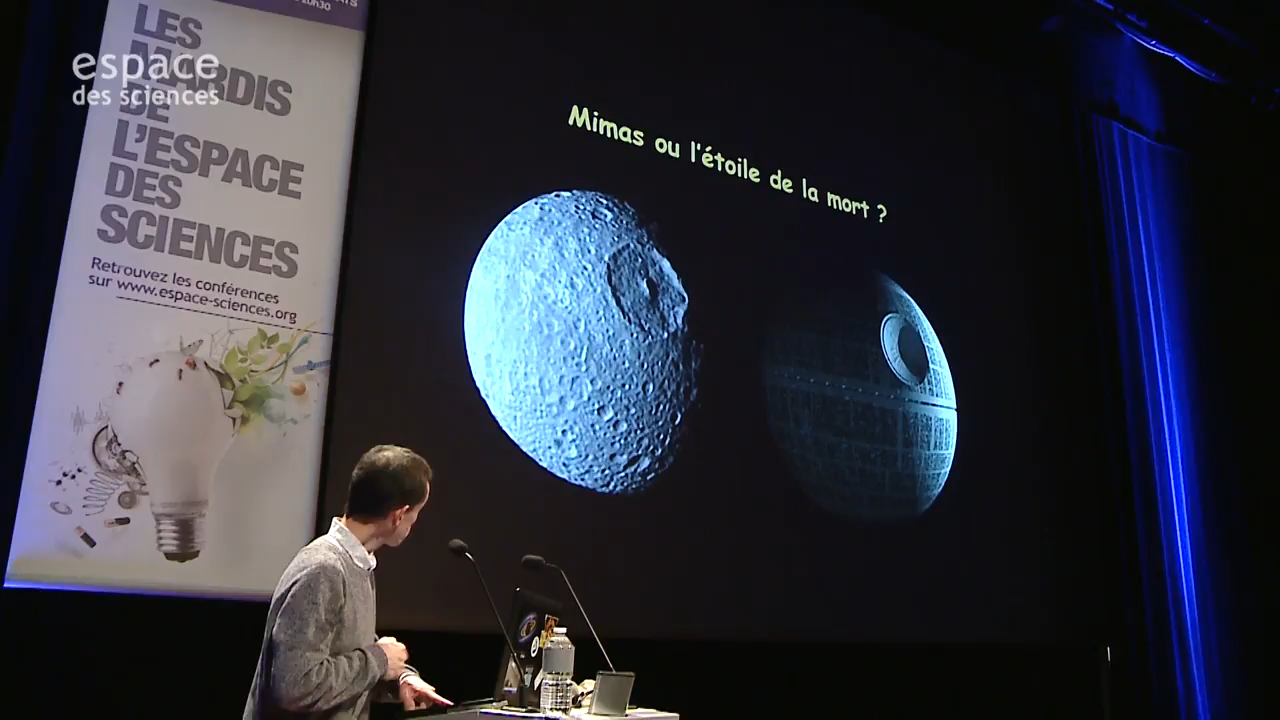 20h30
LES
MARDIS
DE
L'ESPACE
DES
SCIENCES
Retrouvez les conférences
sur www.espace-sciences.org
espace
des sciences
Mimas ou l'étoile de la mort ?